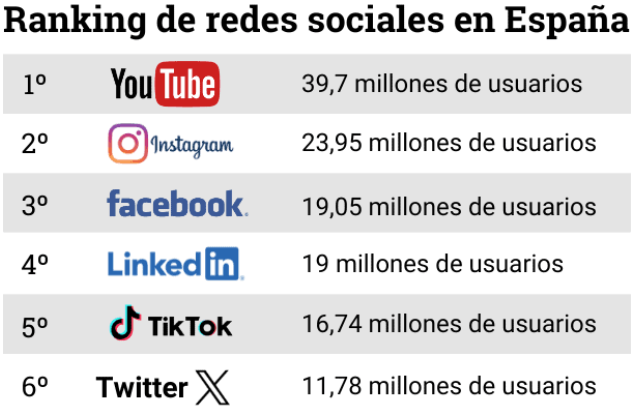 Ranking de redes sociales en España
1º YouTube 39,7 millones de usuarios
2º Instagram 23,95 millones de usuarios
3º facebook. 19,05 millones de usuarios
4º Linked in. 19 millones de usuarios
5º TikTok 16,74 millones de usuarios
6º Twitter X 11,78 millones de usuarios